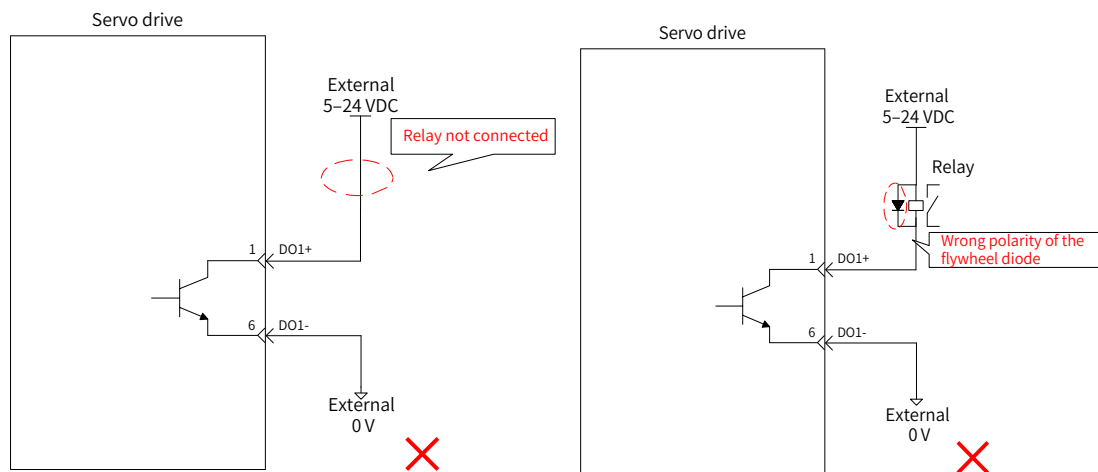 Servo drive
External
5–24 VDC
Relay not connected
1
DO1+
6
DO1-
External
0 V
Servo drive
External
5–24 VDC
Relay
Wrong polarity of the
flywheel diode
1
DO1+
6
DO1-
External
0 V